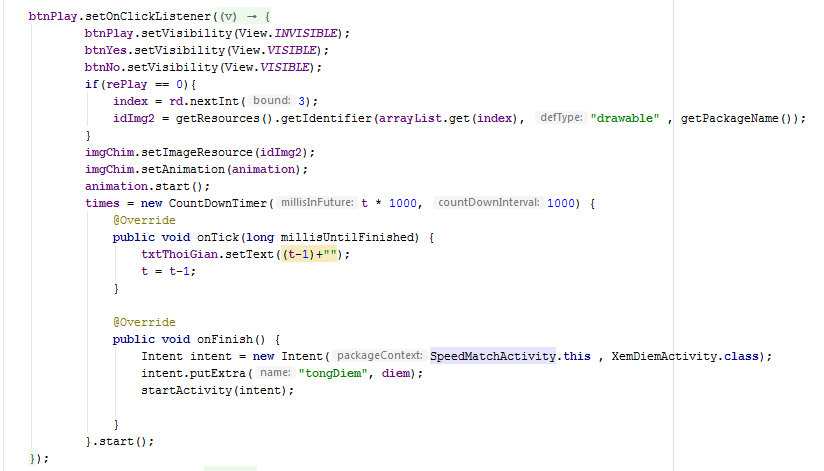 btnPlay.setOnClickListener((v) → {
        btnPlay.setVisibility(View.INVISIBLE);
        btnYes.setVisibility(View.VISIBLE);
        btnNo.setVisibility(View.VISIBLE);
        if(rePlay == 0){
            index = rd.nextInt( bound: 3);
            idImg2 = getResources().getIdentifier(arrayList.get(index), defType: "drawable" , getPackageName());
        }
        imgChim.setImageResource(idImg2);
        imgChim.setAnimation(animation);
        animation.start();
        times = new CountDownTimer( millisInFuture: t * 1000, countDownInterval: 1000) {
            @Override
            public void onTick(long millisUntilFinished) {
                txtThoiGian.setText((t-1)+"");
                t = t-1;
            }
            @Override
            public void onFinish() {
                Intent intent = new Intent( packageContext: SpeedMatchActivity.this , XemDiemActivity.class);
                intent.putExtra( name: "tongDiem", diem);
                startActivity(intent);
            }
        }.start();
});